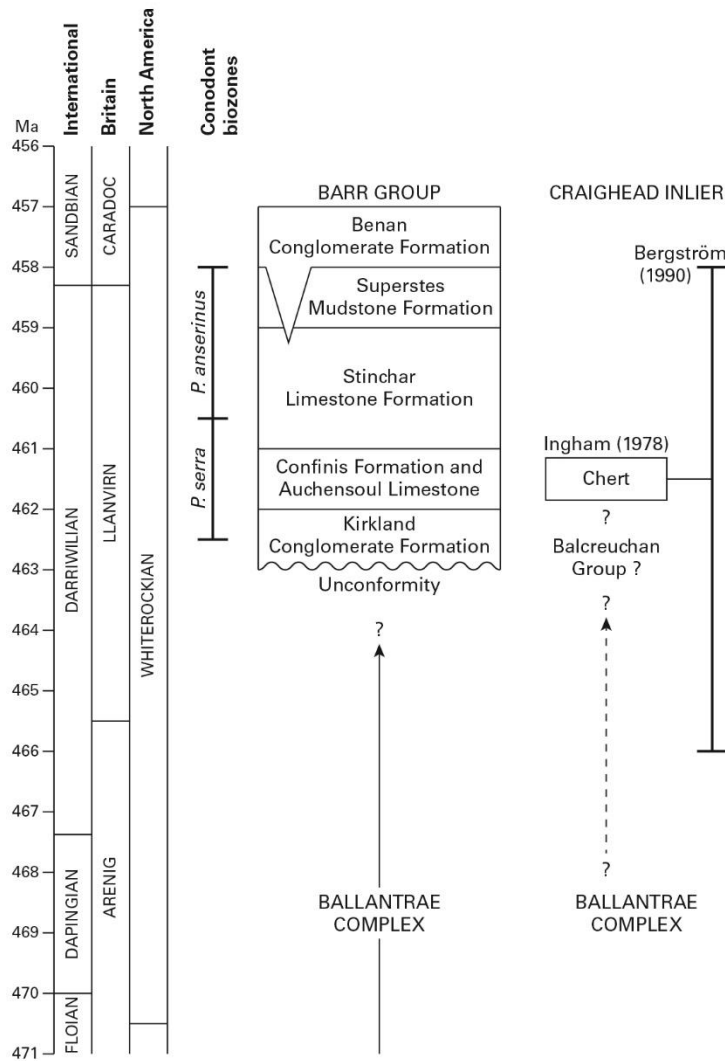 International
Britain
North America
Conodont
biozones
Ma
456
457
458
459
460
461
462
463
464
465
466
467
468
469
470
471
SANDBIAN
DARRIWILIAN
DAPINGIAN
FLOIAN
CARADOC
LLANVIRN
ARENIG
WHITEROCKIAN
P. anserinus
P. serra
BARR GROUP
Benan
Conglomerate Formation
Superstes
Mudstone Formation
Stinchar
Limestone Formation
Confinis Formation and
Auchensoul Limestone
Kirkland
Conglomerate Formation
Unconformity
?
BALLANTRAE
COMPLEX
CRAIGHEAD INLIER
Bergström
(1990)
Ingham (1978)
Chert
?
Balcreuchan
Group ?
?
?
BALLANTRAE
COMPLEX